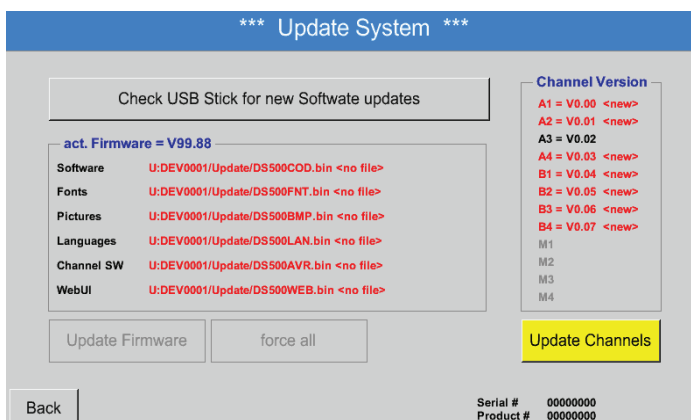 *** Update System ***
Check USB Stick for new Softwate updates
act. Firmware = V99.88
Software U:DEV0001/Update/DS500COD.bin <no file>
Fonts U:DEV0001/Update/DS500FNT.bin <no file>
Pictures U:DEV0001/Update/DS500BMP.bin <no file>
Languages U:DEV0001/Update/DS500LAN.bin <no file>
Channel SW U:DEV0001/Update/DS500AVR.bin <no file>
WebUI U:DEV0001/Update/DS500WEB.bin <no file>
Channel Version
A1 = V0.00 <new>
A2 = V0.01 <new>
A3 = V0.02
A4 = V0.03 <new>
B1 = V0.04 <new>
B2 = V0.05 <new>
B3 = V0.06 <new>
B4 = V0.07 <new>
M1
M2
M3
M4
Update Firmware
force all
Update Channels
Back
Serial # 00000000
Product # 00000000